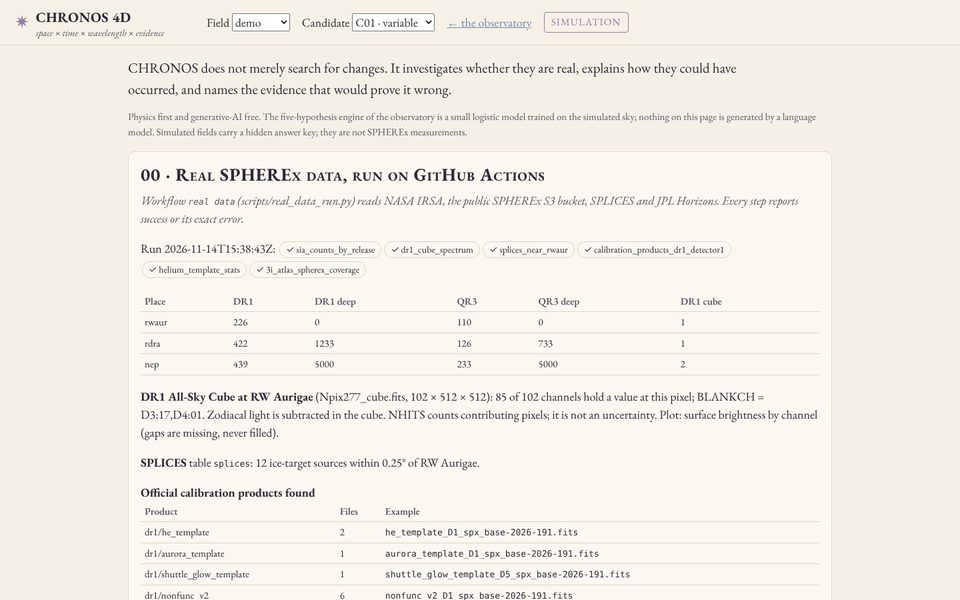 CHRONOS 4D
space × time × wavelength × evidence
Field demo Candidate C01 · variable ← the observatory SIMULATION
CHRONOS does not merely search for changes. It investigates whether they are real, explains how they could have
occurred, and names the evidence that would prove it wrong.
Physics first and generative-AI free. The five-hypothesis engine of the observatory is a small logistic model trained on the simulated sky; nothing on this page is generated by a language
model. Simulated fields carry a hidden answer key; they are not SPHEREx measurements.
00 · Real SPHEREx data, run on GitHub Actions
Workflow real data (scripts/real_data_run.py) reads NASA IRSA, the public SPHEREx S3 bucket, SPLICES and JPL Horizons. Every step reports
success or its exact error.
Run 2026-11-14T15:38:43Z: ✓ sia_counts_by_release ✓ dr1_cube_spectrum ✓ splices_near_rwaur ✓ calibration_products_dr1_detector1
✓ helium_template_stats ✓ 3i_atlas_spherex_coverage
Place DR1 DR1 deep QR3 QR3 deep DR1 cube
rwaur 226 0 110 0 1
rdra 422 1233 126 733 1
nep 439 5000 233 5000 2
DR1 All-Sky Cube at RW Aurigae (Npix277_cube.fits, 102 × 512 × 512): 85 of 102 channels hold a value at this pixel; BLANKCH =
D3:17,D4:01. Zodiacal light is subtracted in the cube. NHITS counts contributing pixels; it is not an uncertainty. Plot: surface brightness by channel
(gaps are missing, never filled).
SPLICES table splices: 12 ice-target sources within 0.25° of RW Aurigae.
Official calibration products found
Product Files Example
dr1/he_template 2 he_template_D1_spx_base-2026-191.fits
dr1/aurora_template 1 aurora_template_D1_spx_base-2026-191.fits
dr1/shuttle_glow_template 1 shuttle_glow_template_D5_spx_base-2026-191.fits
dr1/nonfunc_v2 6 nonfunc_v2_D1_spx_base-2026-191.fits